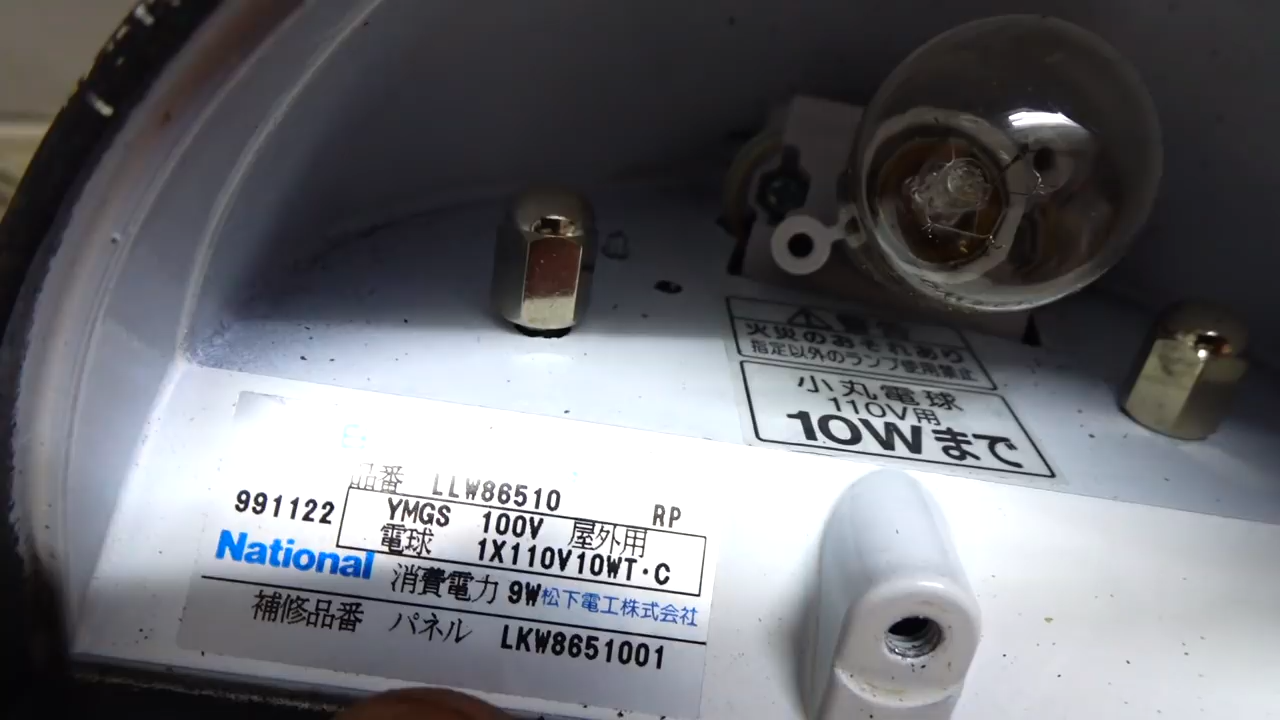 警告
火災のおそれあり
指定以外のランプ使用禁止
小丸電球
110V用
10Wまで
品番 LLW86510 RP
991122 YMGS 100V 屋外用
電球 1X110V10WT・C
National 消費電力 9W 松下電工株式会社
補修品番 パネル LKW8651001